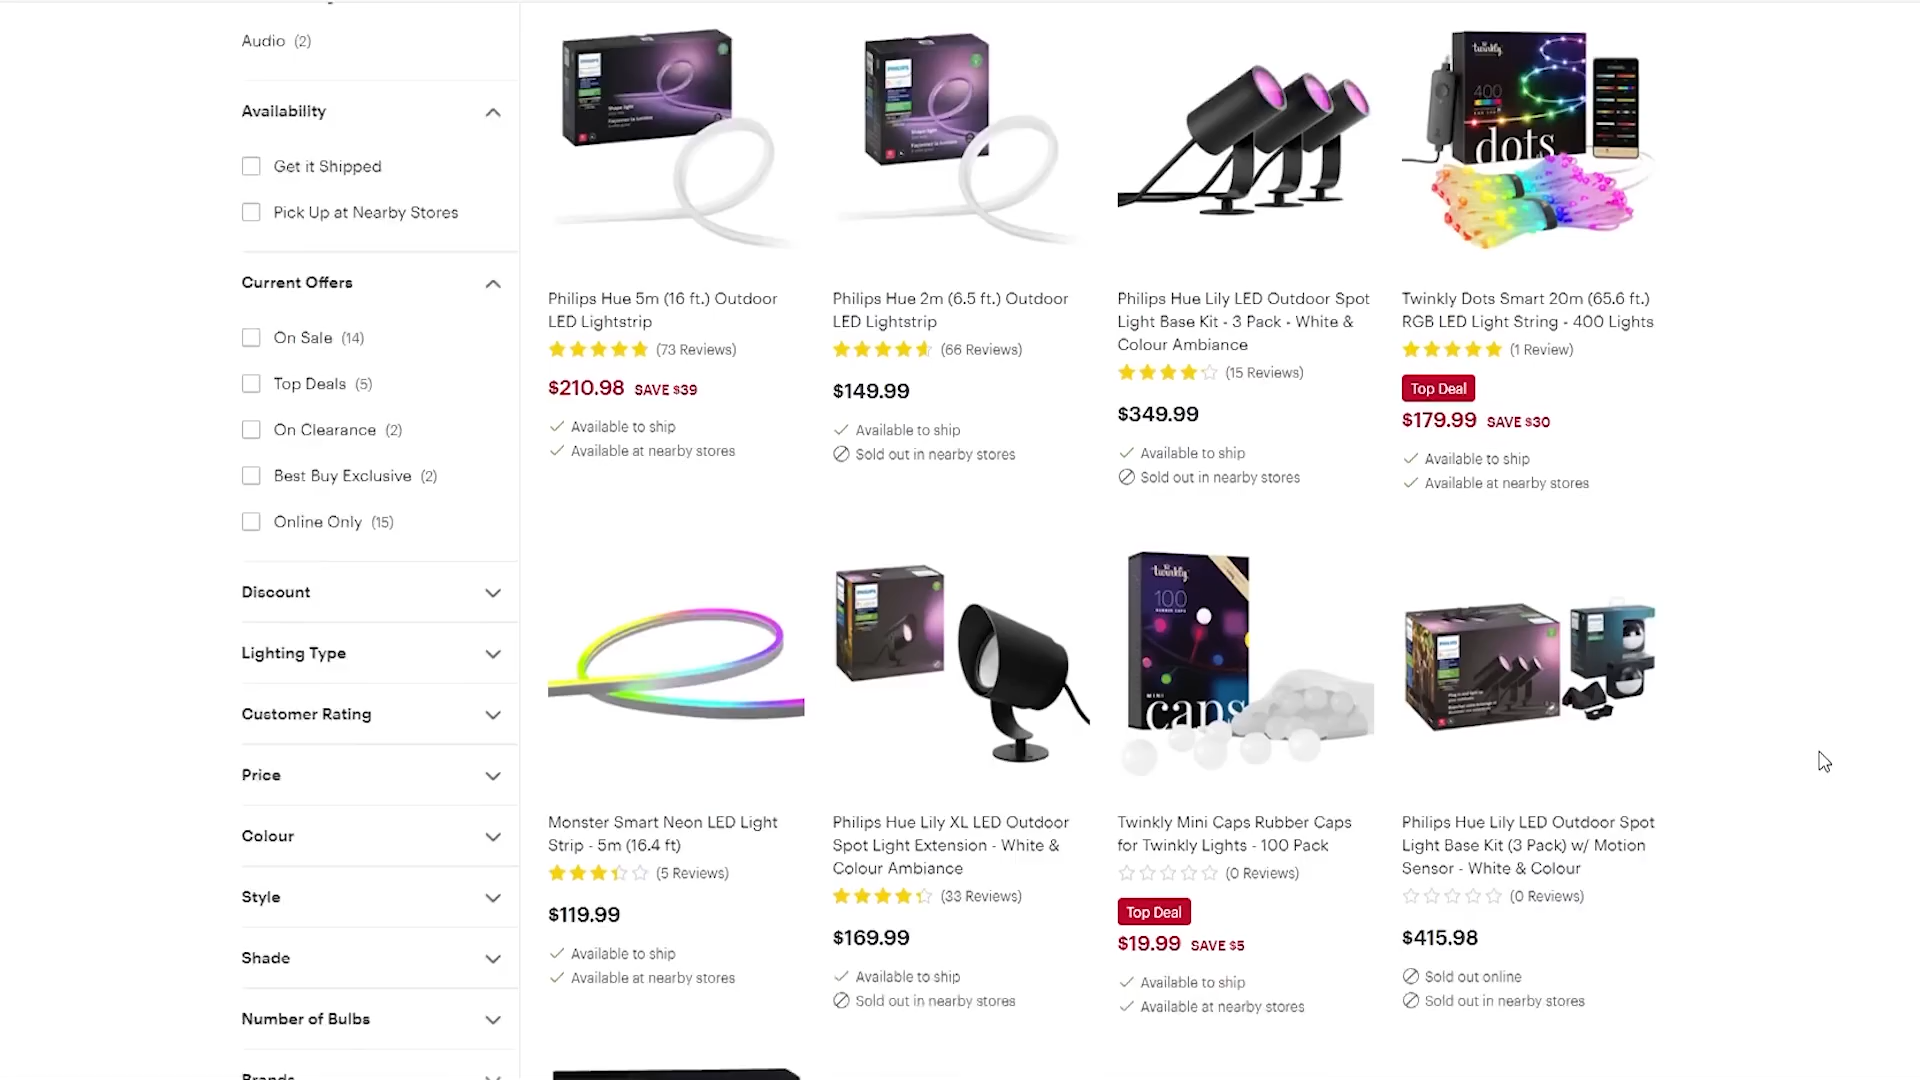 Audio (2)
Availability
Get it Shipped
Pick Up at Nearby Stores
Current Offers
On Sale (14)
Top Deals (5)
On Clearance (2)
Best Buy Exclusive (2)
Online Only (15)
Discount
Lighting Type
Customer Rating
Price
Colour
Style
Shade
Number of Bulbs
PHILIPS
PHILIPS
twinkly
400
dots
Philips Hue 5m (16 ft.) Outdoor
LED Lightstrip
(73 Reviews)
$210.98 SAVE $39
Available to ship
Available at nearby stores
Philips Hue 2m (6.5 ft.) Outdoor
LED Lightstrip
(66 Reviews)
$149.99
Available to ship
Sold out in nearby stores
Philips Hue Lily LED Outdoor Spot
Light Base Kit - 3 Pack - White &
Colour Ambiance
(15 Reviews)
$349.99
Available to ship
Sold out in nearby stores
Twinkly Dots Smart 20m (65.6 ft.)
RGB LED Light String - 400 Lights
(1 Review)
Top Deal
$179.99 SAVE $30
Available to ship
Available at nearby stores
PHILIPS
twinkly
100
MINI
caps
PHILIPS
Monster Smart Neon LED Light
Strip - 5m (16.4 ft)
(5 Reviews)
$119.99
Available to ship
Available at nearby stores
Philips Hue Lily XL LED Outdoor
Spot Light Extension - White &
Colour Ambiance
(33 Reviews)
$169.99
Available to ship
Sold out in nearby stores
Twinkly Mini Caps Rubber Caps
for Twinkly Lights - 100 Pack
(0 Reviews)
Top Deal
$19.99 SAVE $5
Available to ship
Available at nearby stores
Philips Hue Lily LED Outdoor Spot
Light Base Kit (3 Pack) w/ Motion
Sensor - White & Colour
(0 Reviews)
$415.98
Sold out online
Sold out in nearby stores